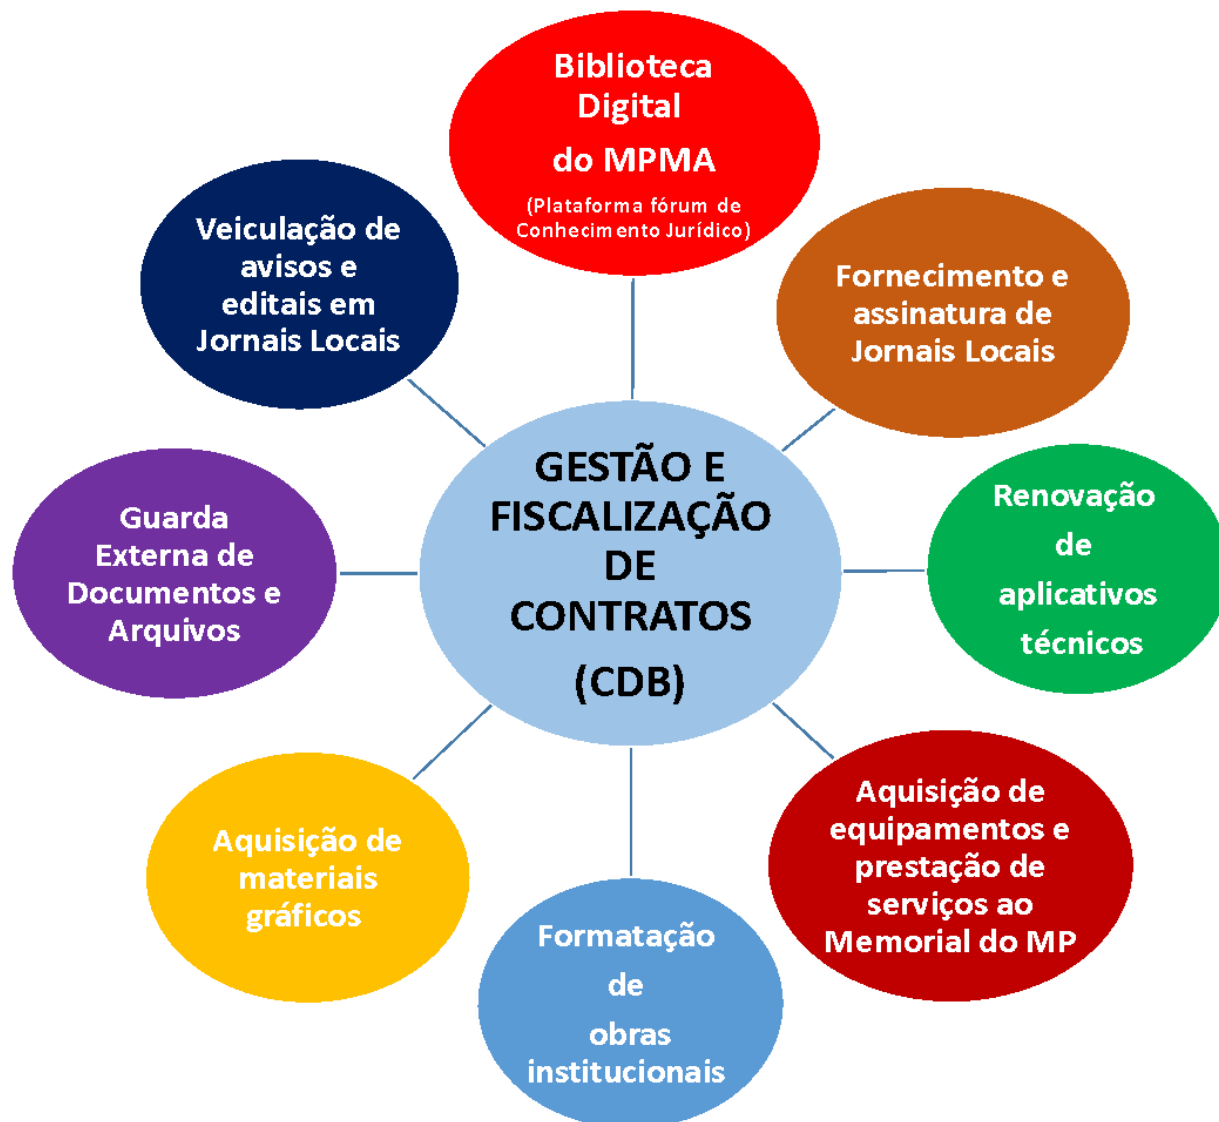 Biblioteca
Digital
do MPMA
(Plataforma fórum de
Conhecimento Jurídico)
Fornecimento e
assinatura de
Jornais Locais
Renovação
de
aplicativos
técnicos
Aquisição de
equipamentos e
prestação de
serviços ao
Memorial do MP
Formatação
de
obras
institucionais
Aquisição de
materiais
gráficos
Guarda
Externa de
Documentos e
Arquivos
Veiculação de
avisos e
editais em
Jornais Locais
GESTÃO E
FISCALIZAÇÃO
DE
CONTRATOS
(CDB)